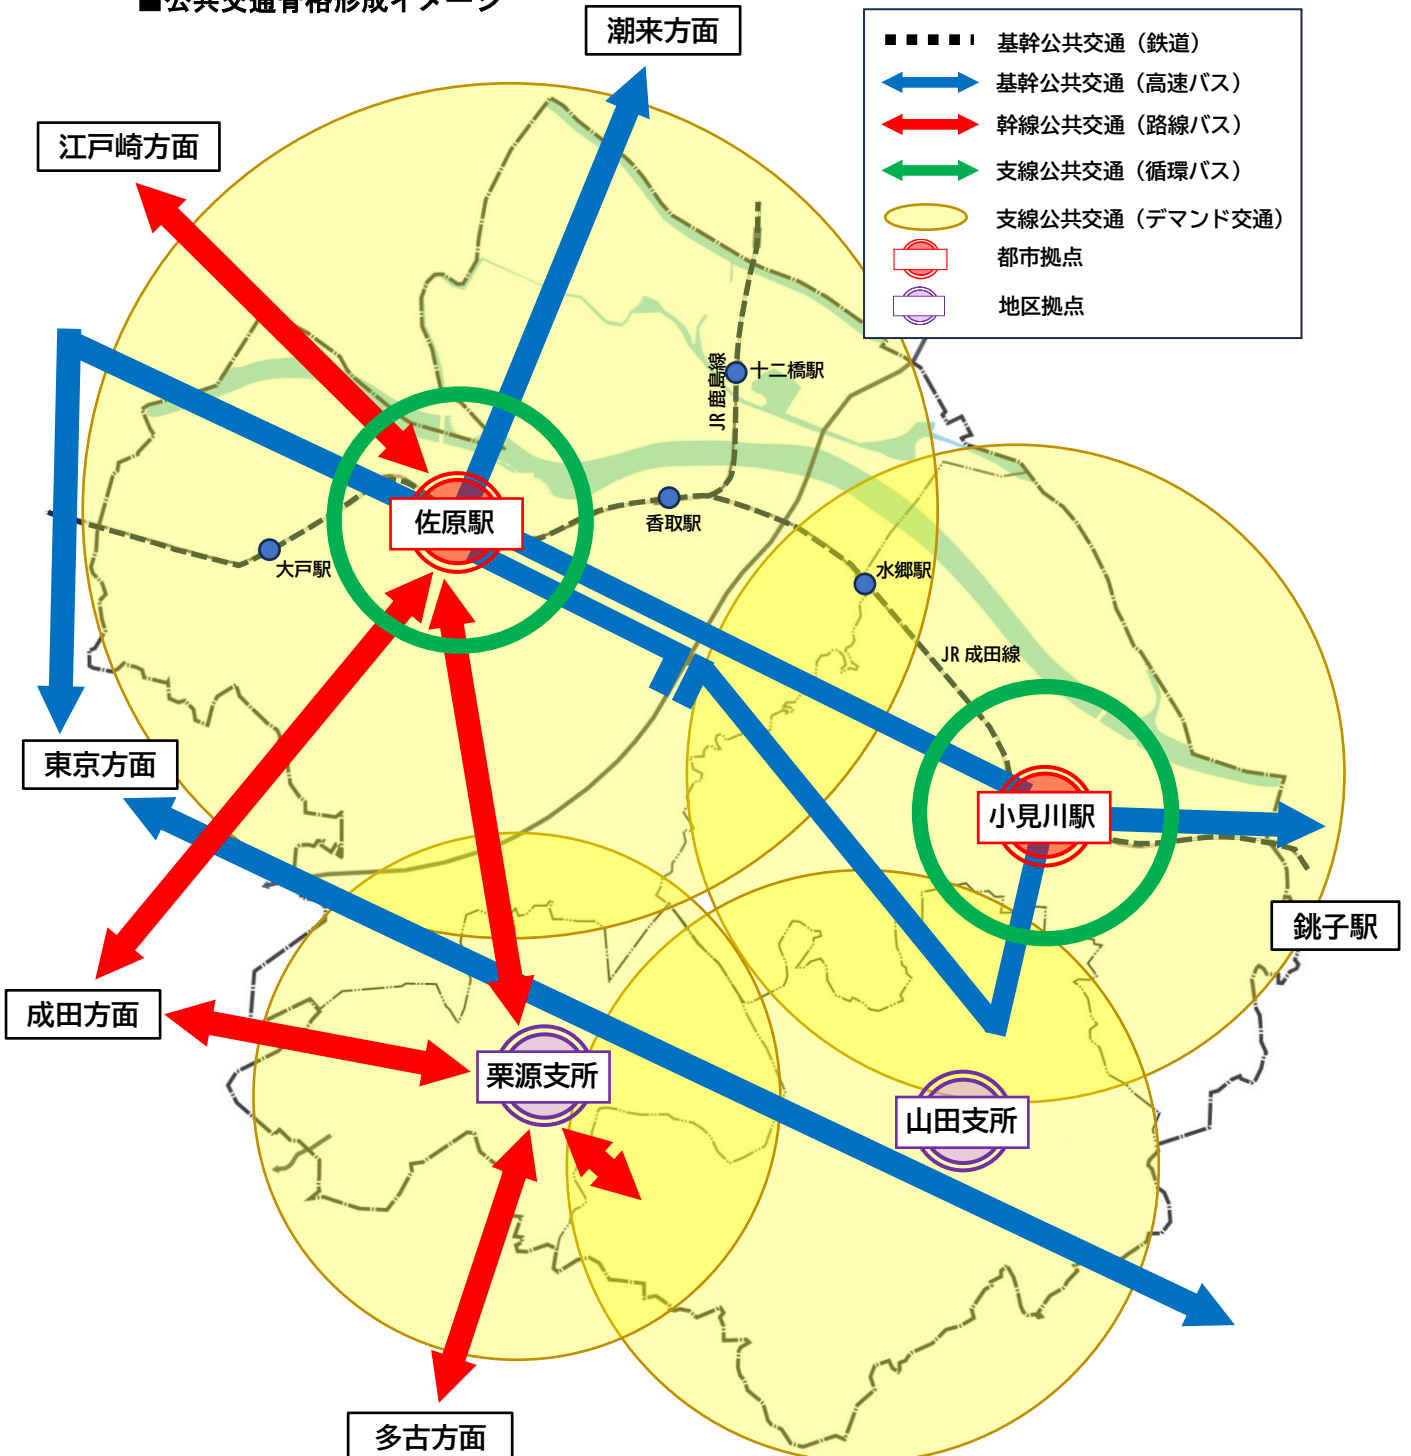 ■公共交通骨格形成イメージ
潮来方面
基幹公共交通（鉄道）
基幹公共交通（高速バス）
幹線公共交通（路線バス）
支線公共交通（循環バス）
支線公共交通（デマンド交通）
都市拠点
地区拠点
江戸崎方面
JR 鹿島線
十二橋駅
佐原駅
香取駅
大戸駅
水郷駅
JR 成田線
東京方面
小見川駅
銚子駅
成田方面
栗源支所
山田支所
多古方面